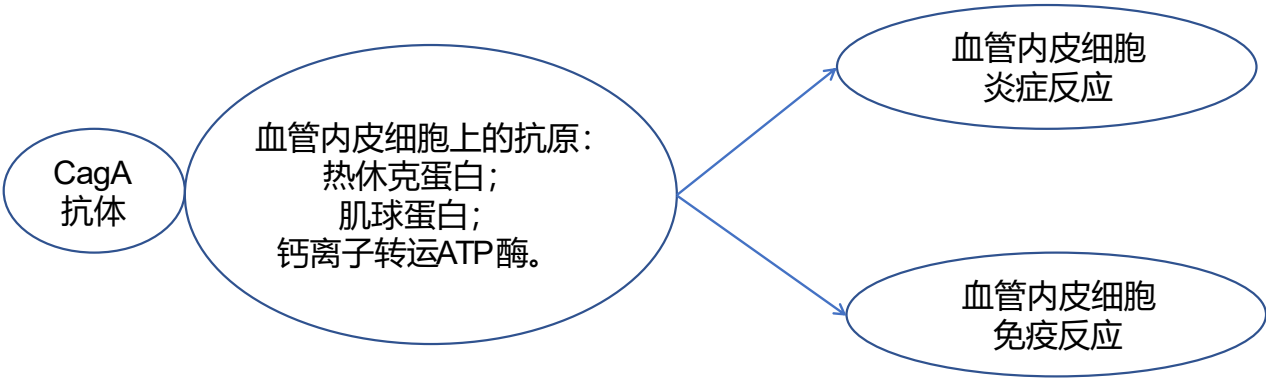 CagA
抗体
血管内皮细胞上的抗原：
热休克蛋白；
肌球蛋白；
钙离子转运ATP酶。
血管内皮细胞
炎症反应
血管内皮细胞
免疫反应